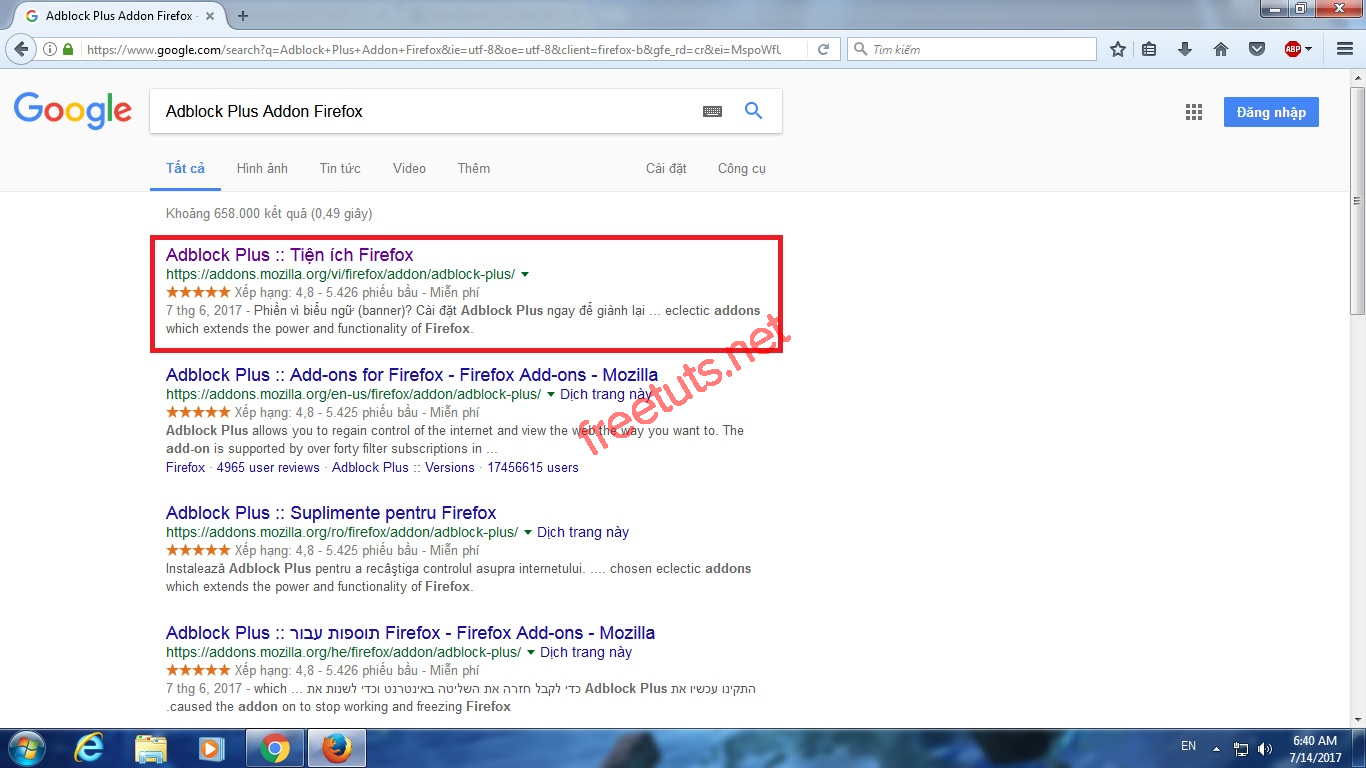 Adblock Plus Addon Firefox -
https://www.google.com/search?q=Adblock+Plus+Addon+Firefox&ie=utf-8&oe=utf-8&client=firefox-b&gfe_rd=cr&ei=MspoWfU
Tìm kiếm
ABP
Google
Adblock Plus Addon Firefox
Đăng nhập
Tất cả Hình ảnh Tin tức Video Thêm Cài đặt Công cụ
Khoảng 658.000 kết quả (0,49 giây)
Adblock Plus :: Tiện ích Firefox
https://addons.mozilla.org/vi/firefox/addon/adblock-plus/
Xếp hạng: 4,8 - 5.426 phiếu bầu - Miễn phí
7 thg 6, 2017 - Phiền vì biểu ngữ (banner)? Cài đặt Adblock Plus ngay để giành lại ... eclectic addons
which extends the power and functionality of Firefox.
freetuts.net
Adblock Plus :: Add-ons for Firefox - Firefox Add-ons - Mozilla
https://addons.mozilla.org/en-us/firefox/addon/adblock-plus/ Dịch trang này
Xếp hạng: 4,8 - 5.425 phiếu bầu - Miễn phí
Adblock Plus allows you to regain control of the internet and view the web the way you want to. The
add-on is supported by over forty filter subscriptions in ...
Firefox · 4965 user reviews · Adblock Plus :: Versions · 17456615 users
Adblock Plus :: Suplimente pentru Firefox
https://addons.mozilla.org/ro/firefox/addon/adblock-plus/ Dịch trang này
Xếp hạng: 4,8 - 5.425 phiếu bầu - Miễn phí
Instalează Adblock Plus pentru a recâştiga controlul asupra internetului. .... chosen eclectic addons
which extends the power and functionality of Firefox.
Adblock Plus :: תוספות עבור Firefox - Firefox Add-ons - Mozilla
https://addons.mozilla.org/he/firefox/addon/adblock-plus/ Dịch trang này
Xếp hạng: 4,8 - 5.426 phiếu bầu - Miễn phí
7 thg 6, 2017 - which ... התקינו עכשיו את Adblock Plus כדי לקבל חזרה את השליטה באינטרנט וכדי לשנות את
.caused the addon on to stop working and freezing Firefox
EN
6:40 AM
7/14/2017